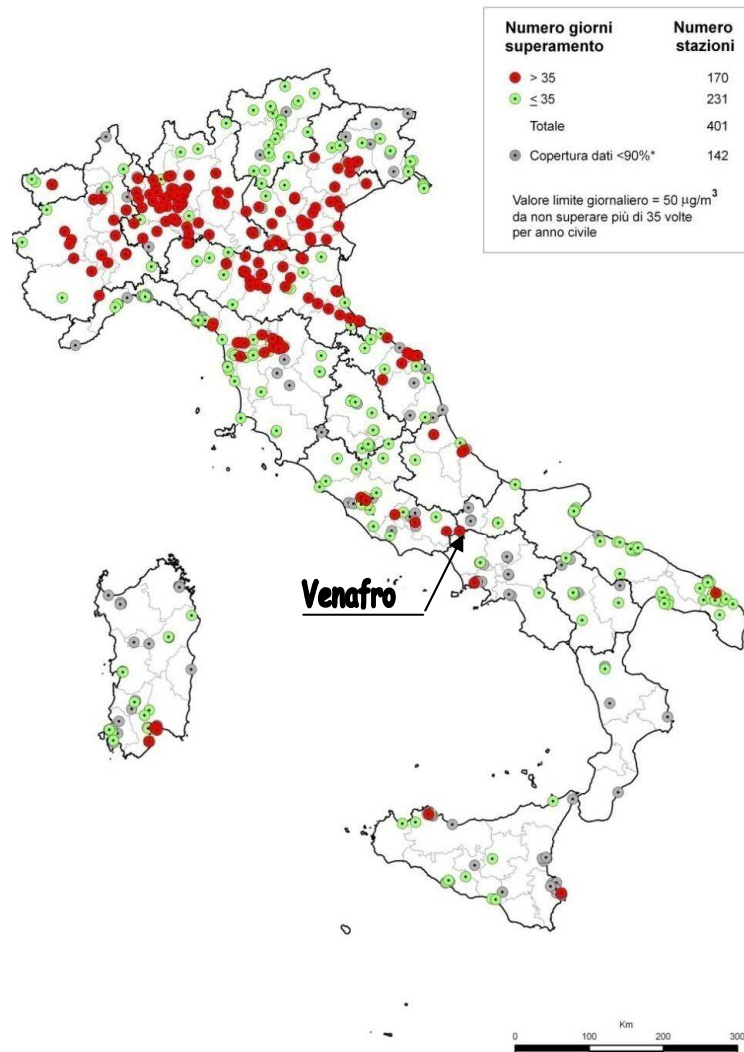 Numero giorni superamento Numero stazioni
> 35 170
≤ 35 231
Totale 401
Copertura dati <90%* 142
Valore limite giornaliero = 50 µg/m³
da non superare più di 35 volte
per anno civile
Venafro
Km
0 100 200 300